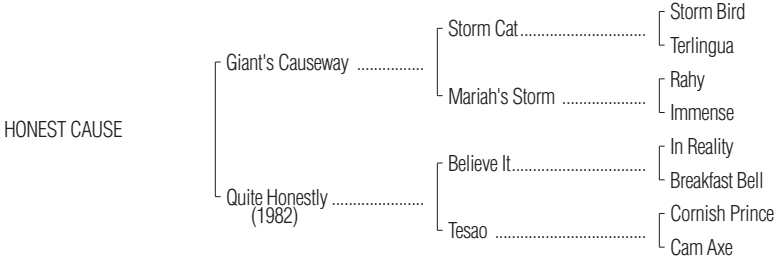 Storm Bird
Storm Cat..............................
Terlingua
Giant's Causeway ................
Rahy
Mariah's Storm ....................
Immense
HONEST CAUSE
In Reality
Believe It................................
Breakfast Bell
Quite Honestly ......................
(1982)
Cornish Prince
Tesao ....................................
Cam Axe